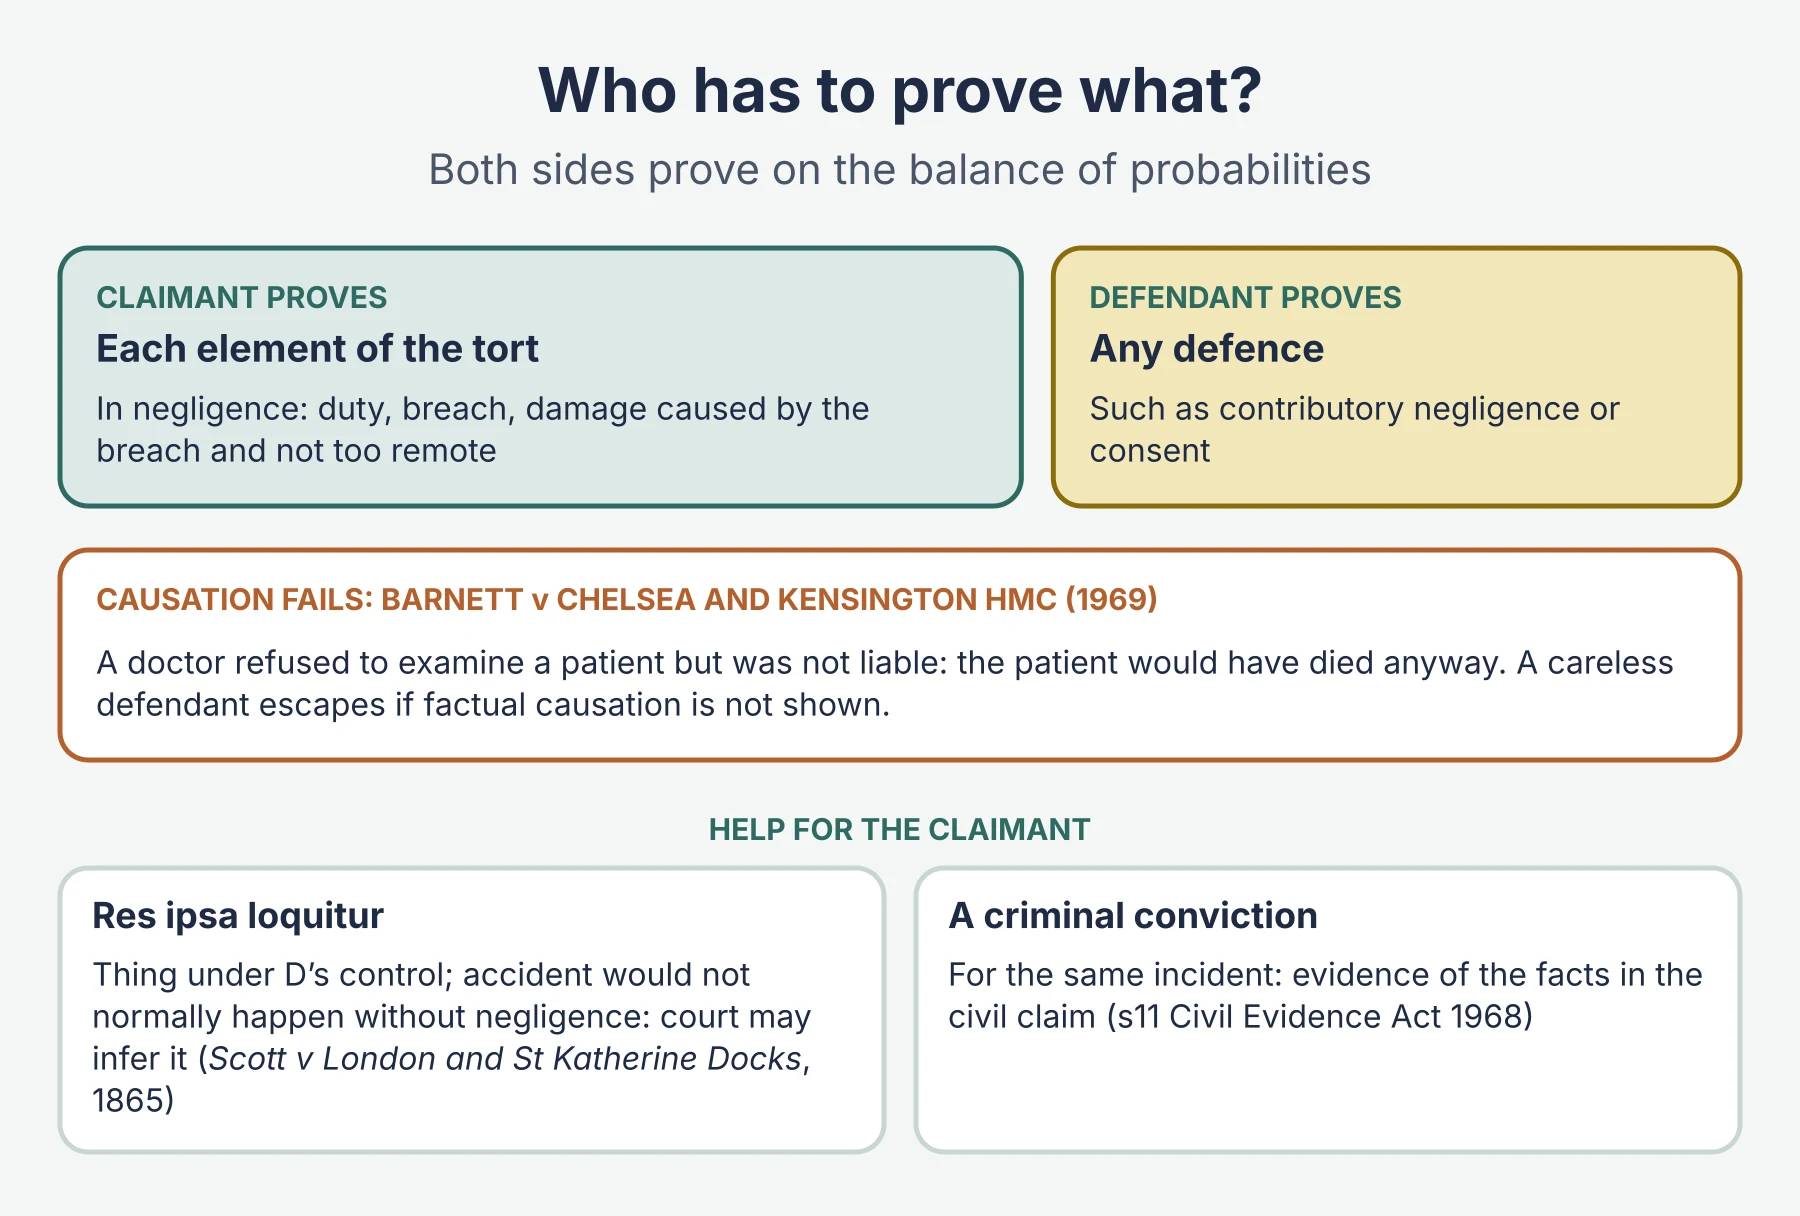 Who has to prove what?
Both sides prove on the balance of probabilities
CLAIMANT PROVES
Each element of the tort
In negligence: duty, breach, damage caused by the
breach and not too remote
DEFENDANT PROVES
Any defence
Such as contributory negligence or
consent
CAUSATION FAILS: BARNETT v CHELSEA AND KENSINGTON HMC (1969)
A doctor refused to examine a patient but was not liable: the patient would have died anyway. A careless
defendant escapes if factual causation is not shown.
HELP FOR THE CLAIMANT
Res ipsa loquitur
Thing under D’s control; accident would not
normally happen without negligence: court may
infer it (Scott v London and St Katherine Docks,
1865)
A criminal conviction
For the same incident: evidence of the facts in the
civil claim (s11 Civil Evidence Act 1968)